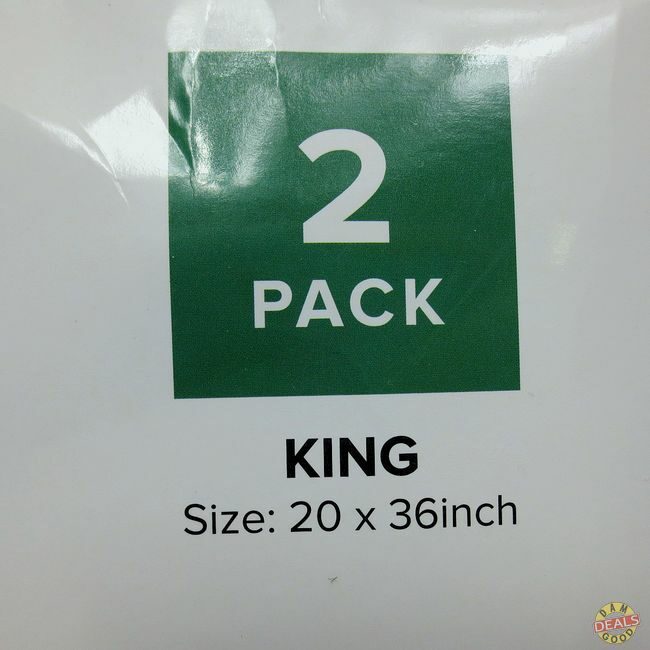 2
PACK
KING
Size: 20 x 36inch
DAM
DEALS
GOOD